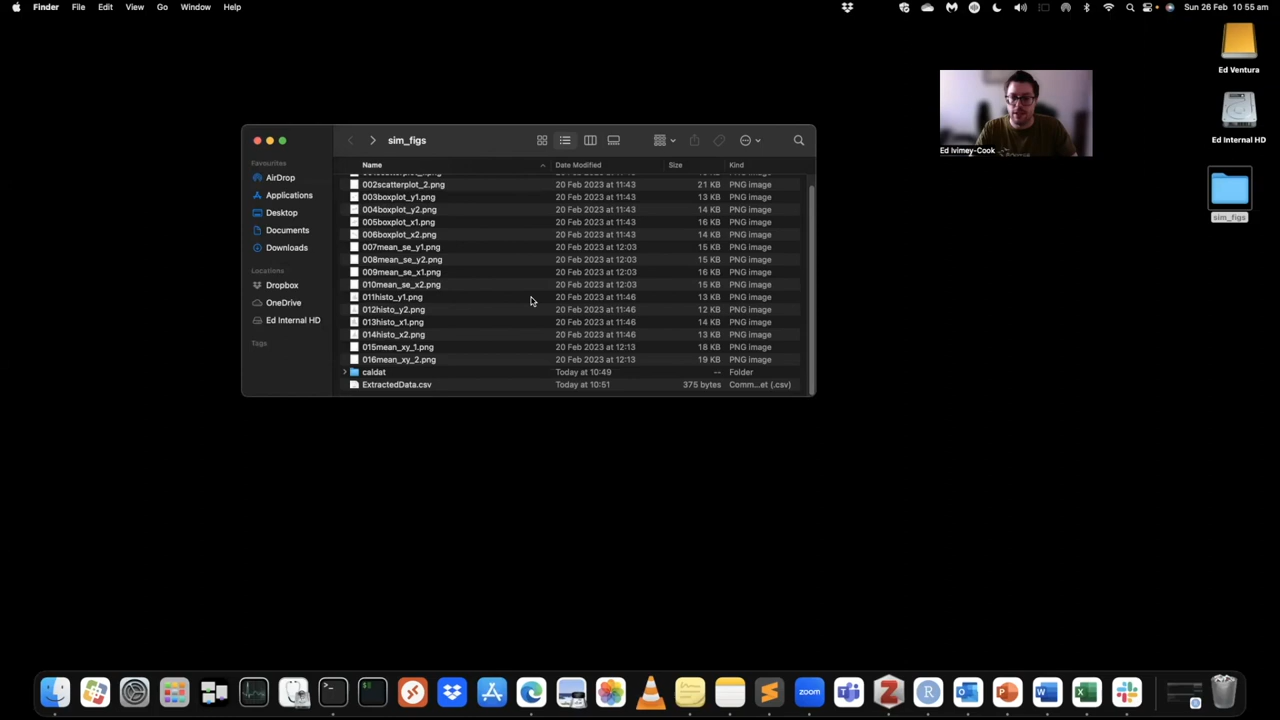 Finder File Edit View Go Window Help Sun 26 Feb 10:55 am
Ed Ventura
Ed Internal HD
sim_figs
Ed Ivimey-Cook
sim_figs
Favourites
AirDrop
Applications
Desktop
Documents
Downloads
Locations
Dropbox
OneDrive
Ed Internal HD
Tags
Name Date Modified Size Kind
002scatterplot_2.png 20 Feb 2023 at 11:43 21 KB PNG image
003boxplot_y1.png 20 Feb 2023 at 11:43 13 KB PNG image
004boxplot_y2.png 20 Feb 2023 at 11:43 14 KB PNG image
005boxplot_x1.png 20 Feb 2023 at 11:43 13 KB PNG image
006boxplot_x2.png 20 Feb 2023 at 11:43 14 KB PNG image
007mean_se_y1.png 20 Feb 2023 at 12:03 15 KB PNG image
008mean_se_y2.png 20 Feb 2023 at 12:03 15 KB PNG image
009mean_se_x1.png 20 Feb 2023 at 12:03 16 KB PNG image
010mean_se_x2.png 20 Feb 2023 at 12:03 15 KB PNG image
011histo_y1.png 20 Feb 2023 at 11:46 13 KB PNG image
012histo_y2.png 20 Feb 2023 at 11:46 12 KB PNG image
013histo_x1.png 20 Feb 2023 at 11:46 14 KB PNG image
014histo_x2.png 20 Feb 2023 at 11:46 13 KB PNG image
015mean_xy_1.png 20 Feb 2023 at 12:13 18 KB PNG image
016mean_xy_2.png 20 Feb 2023 at 12:13 19 KB PNG image
caldat Today at 10:49 -- Folder
ExtractedData.csv Today at 10:51 375 bytes Comm...et (.csv)
zoom